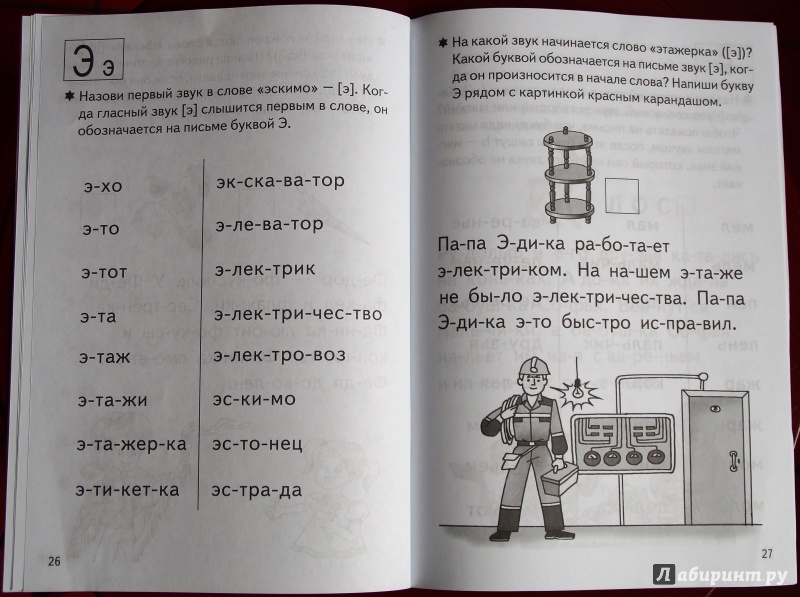 Э э
✶ Назови первый звук в слове «эскимо» — [э]. Ког-
да гласный звук [э] слышится первым в слове, он
обозначается на письме буквой Э.
э-хо
э-то
э-тот
э-та
э-таж
э-та-жи
э-та-жер-ка
э-ти-кет-ка
эк-ска-ва-тор
э-ле-ва-тор
э-лек-трик
э-лек-три-чес-тво
э-лек-тро-воз
эс-ки-мо
эс-то-нец
эс-тра-да
26
✶ На какой звук начинается слово «этажерка» ([э])?
Какой буквой обозначается на письме звук [э], ког-
да он произносится в начале слова? Напиши букву
Э рядом с картинкой красным карандашом.
Па-па Э-ди-ка ра-бо-та-ет
э-лек-три-ком. На на-шем э-та-же
не бы-ло э-лек-три-чес-тва. Па-па
Э-ди-ка э-то быс-тро ис-пра-вил.
27
Лабиринт.ру